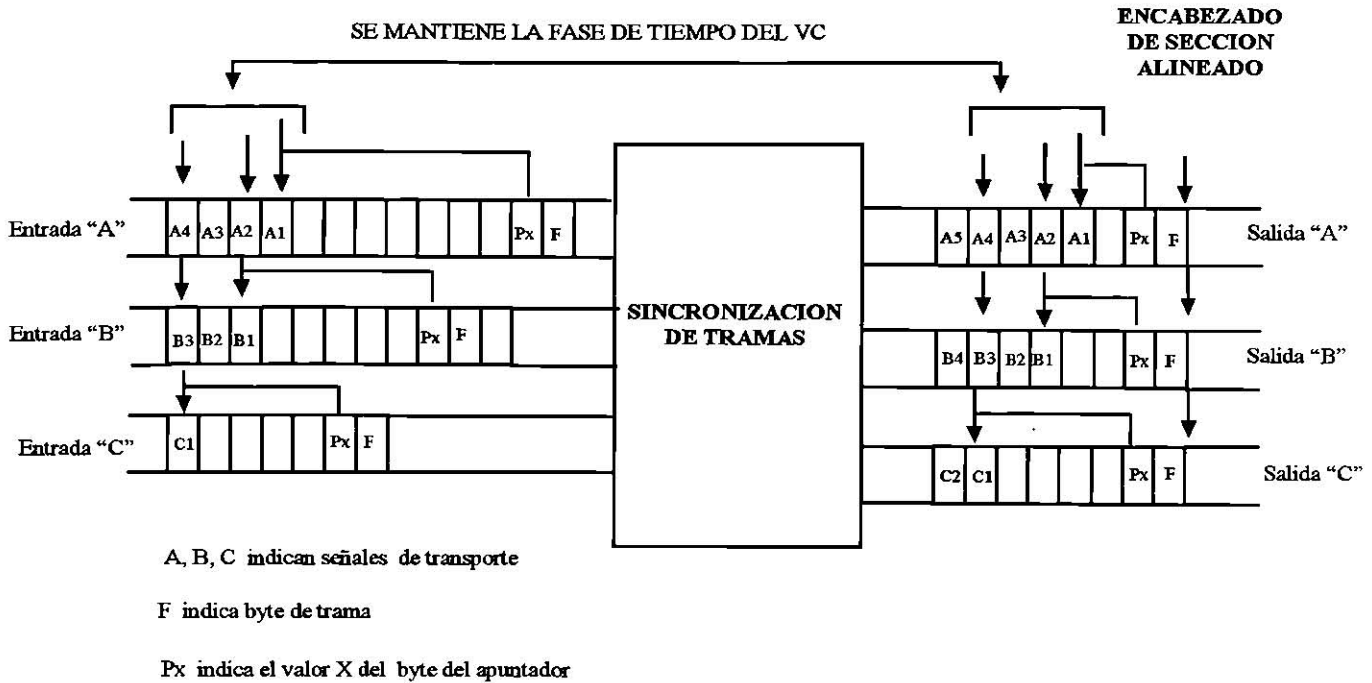 SE MANTIENE LA FASE DE TIEMPO DEL VC
ENCABEZADO
DE SECCION
ALINEADO
Entrada “A”
A4 A3 A2 A1 Px F
Entrada “B”
B3 B2 B1 Px F
Entrada “C”
C1 Px F
SINCRONIZACION
DE TRAMAS
A5 A4 A3 A2 A1 Px F
Salida “A”
B4 B3 B2 B1 Px F
Salida “B”
C2 C1 Px F
Salida “C”
A, B, C indican señales de transporte
F indica byte de trama
Px indica el valor X del byte del apuntador